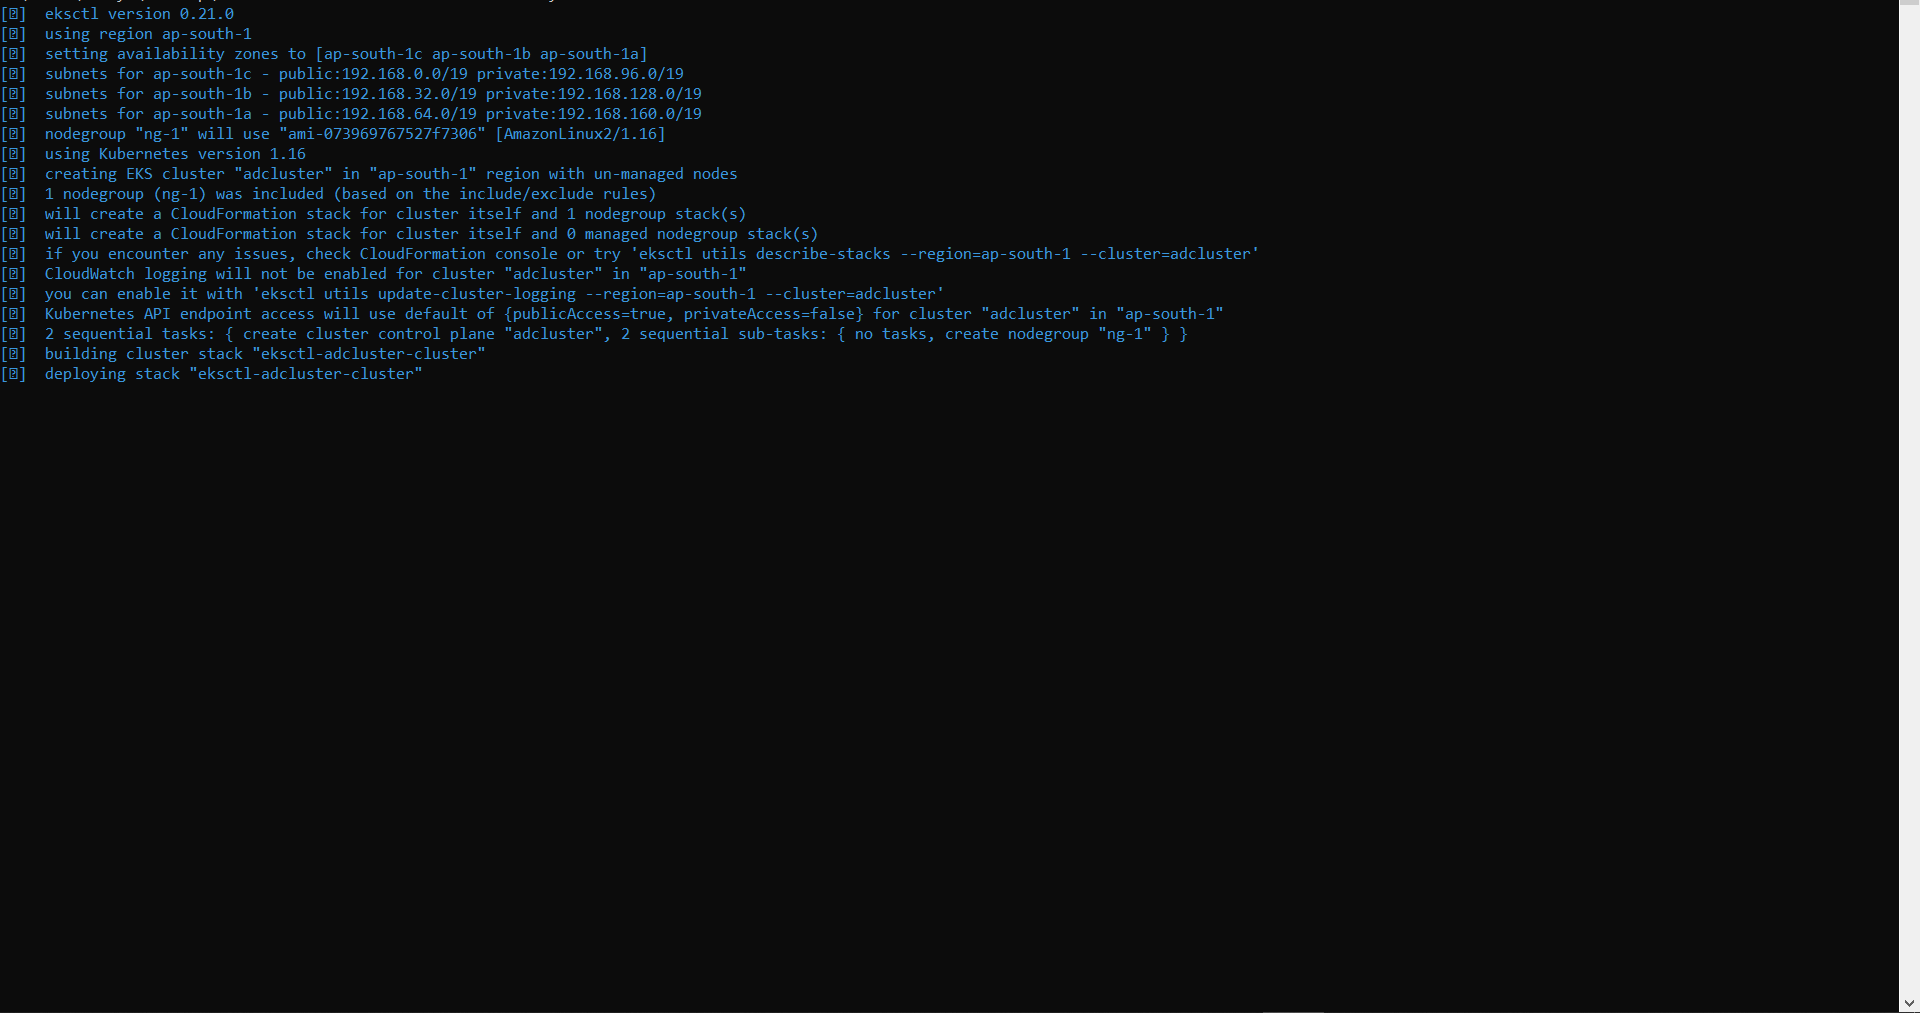 [?] eksctl version 0.21.0
[?] using region ap-south-1
[?] setting availability zones to [ap-south-1c ap-south-1b ap-south-1a]
[?] subnets for ap-south-1c - public:192.168.0.0/19 private:192.168.96.0/19
[?] subnets for ap-south-1b - public:192.168.32.0/19 private:192.168.128.0/19
[?] subnets for ap-south-1a - public:192.168.64.0/19 private:192.168.160.0/19
[?] nodegroup "ng-1" will use "ami-073969767527f7306" [AmazonLinux2/1.16]
[?] using Kubernetes version 1.16
[?] creating EKS cluster "adcluster" in "ap-south-1" region with un-managed nodes
[?] 1 nodegroup (ng-1) was included (based on the include/exclude rules)
[?] will create a CloudFormation stack for cluster itself and 1 nodegroup stack(s)
[?] will create a CloudFormation stack for cluster itself and 0 managed nodegroup stack(s)
[?] if you encounter any issues, check CloudFormation console or try 'eksctl utils describe-stacks --region=ap-south-1 --cluster=adcluster'
[?] CloudWatch logging will not be enabled for cluster "adcluster" in "ap-south-1"
[?] you can enable it with 'eksctl utils update-cluster-logging --region=ap-south-1 --cluster=adcluster'
[?] Kubernetes API endpoint access will use default of {publicAccess=true, privateAccess=false} for cluster "adcluster" in "ap-south-1"
[?] 2 sequential tasks: { create cluster control plane "adcluster", 2 sequential sub-tasks: { no tasks, create nodegroup "ng-1" } }
[?] building cluster stack "eksctl-adcluster-cluster"
[?] deploying stack "eksctl-adcluster-cluster"